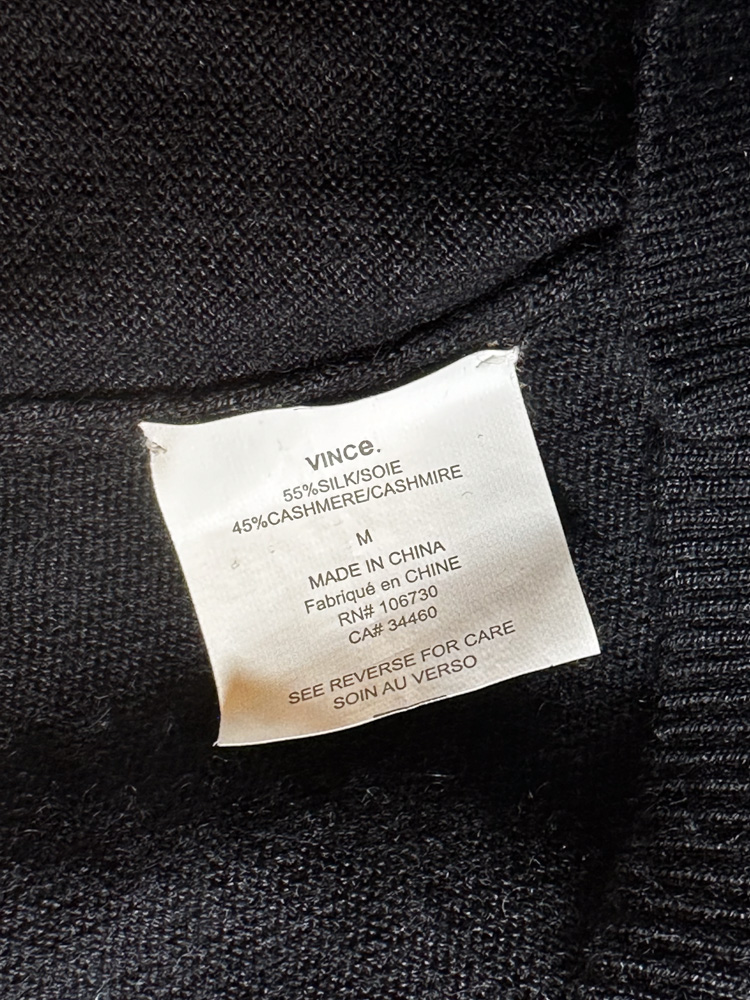 VINCe.
55%SILK/SOIE
45%CASHMERE/CASHMIRE
M
MADE IN CHINA
Fabriqué en CHINE
RN# 106730
CA# 34460
SEE REVERSE FOR CARE
SOIN AU VERSO